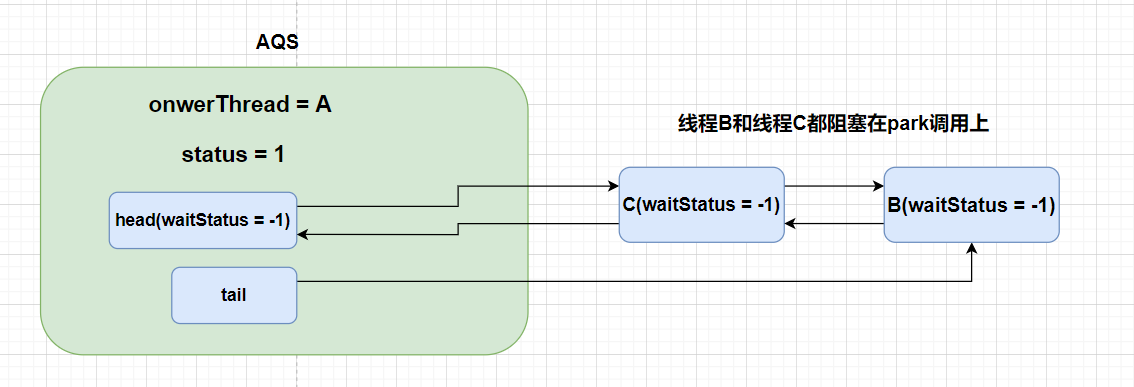 AQS
onwerThread = A
status = 1
head(waitStatus = -1)
tail
线程B和线程C都阻塞在park调用上
C(waitStatus = -1)
B(waitStatus = -1)